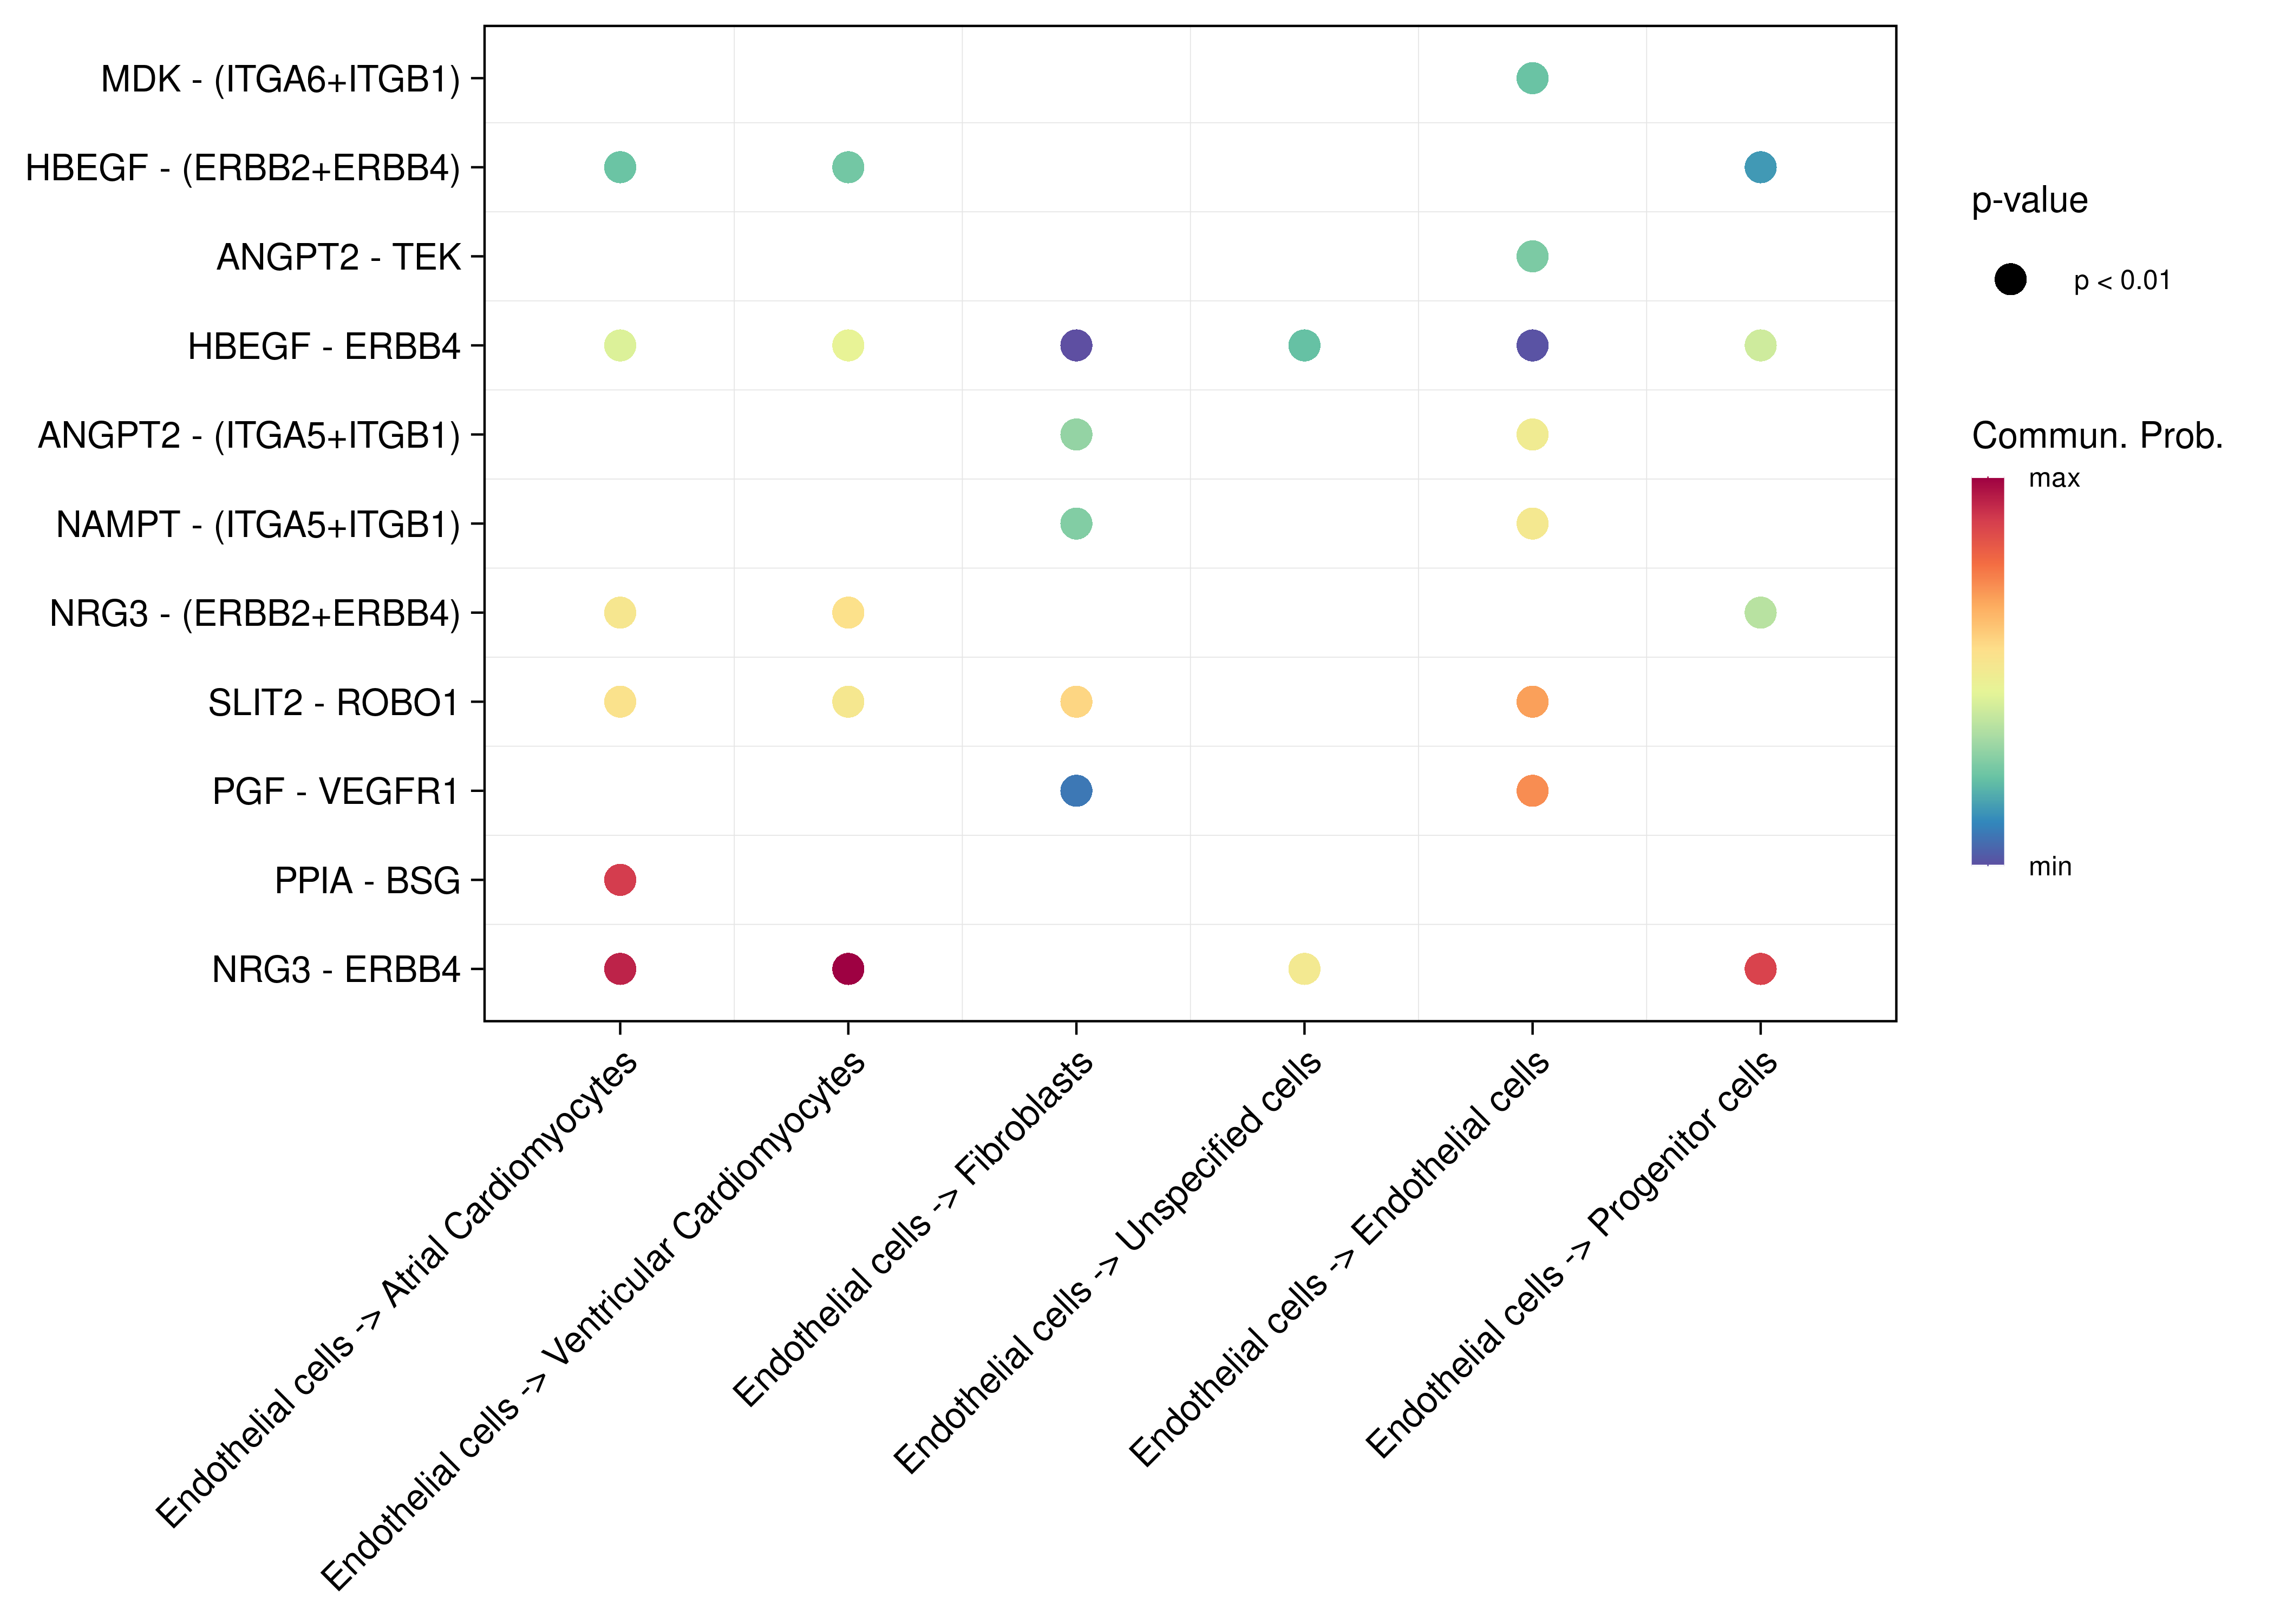 MDK - (ITGA6+ITGB1)
HBEGF - (ERBB2+ERBB4)
ANGPT2 - TEK
HBEGF - ERBB4
ANGPT2 - (ITGA5+ITGB1)
NAMPT - (ITGA5+ITGB1)
NRG3 - (ERBB2+ERBB4)
SLIT2 - ROBO1
PGF - VEGFR1
PPIA - BSG
NRG3 - ERBB4
Endothelial cells -> Atrial Cardiomyocytes
Endothelial cells -> Ventricular Cardiomyocytes
Endothelial cells -> Fibroblasts
Endothelial cells -> Unspecified cells
Endothelial cells -> Endothelial cells
Endothelial cells -> Progenitor cells
p-value
p < 0.01
Commun. Prob.
max
min